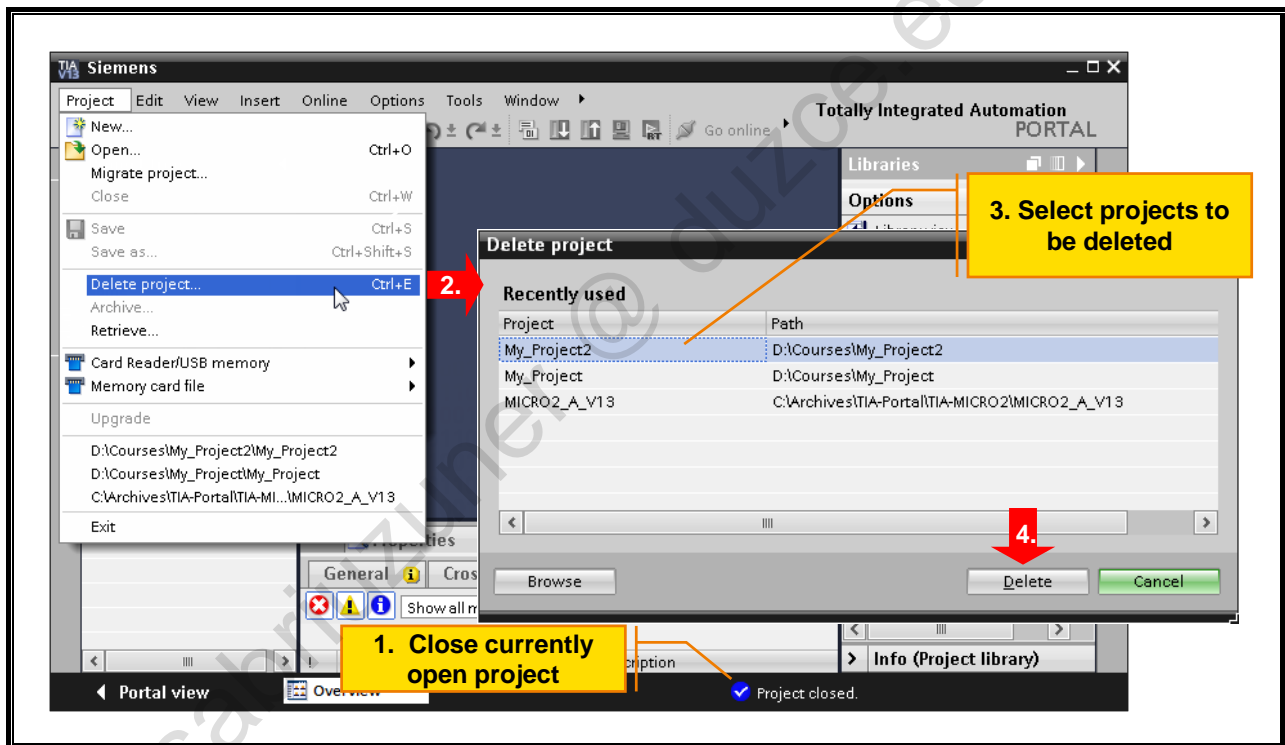 TIA V13 Siemens
Project Edit View Insert Online Options Tools Window
Totally Integrated Automation
PORTAL
Go online
New...
Open... Ctrl+O
Migrate project...
Close Ctrl+W
Save Ctrl+S
Save as... Ctrl+Shift+S
Delete project... Ctrl+E
Archive...
Retrieve...
Card Reader/USB memory
Memory card file
Upgrade
D:\Courses\My_Project2\My_Project2
D:\Courses\My_Project\My_Project
C:\Archives\TIA-Portal\TIA-MI...\MICRO2_A_V13
Exit
Libraries
Options
2.
3. Select projects to
be deleted
Delete project
Recently used
Project Path
My_Project2 D:\Courses\My_Project2
My_Project D:\Courses\My_Project
MICRO2_A_V13 C:\Archives\TIA-Portal\TIA-MICRO2\MICRO2_A_V13
4.
Browse Delete Cancel
General
Show all
1. Close currently
open project
Info (Project library)
Portal view
Project closed.
sabriuzuner @ duzce.